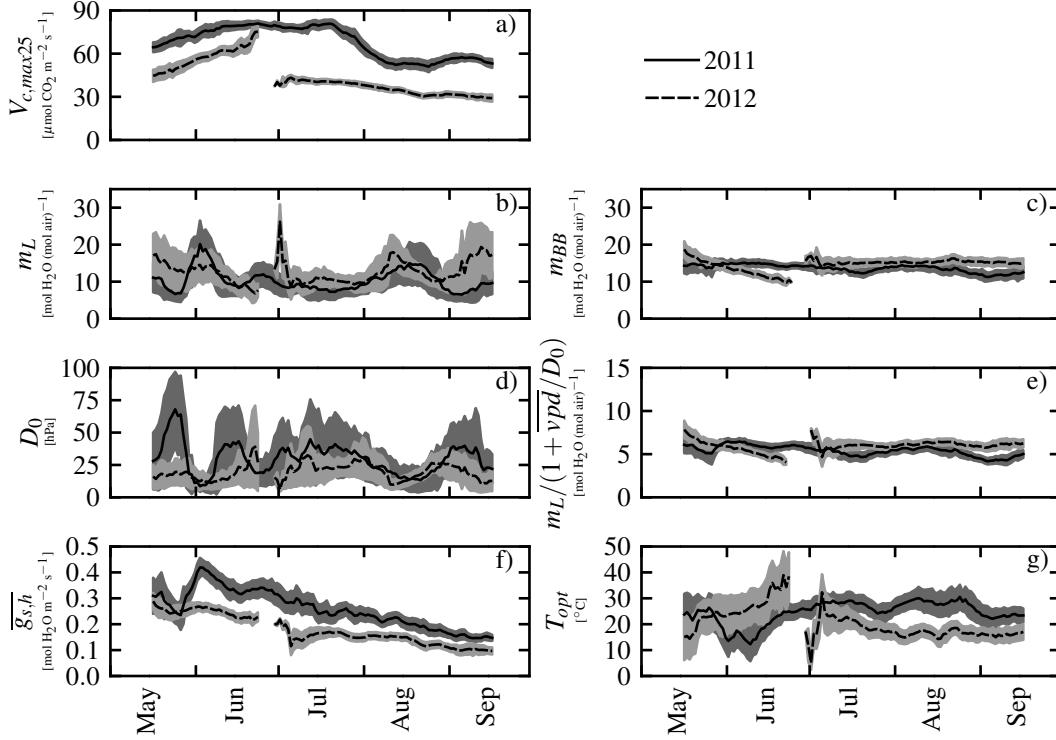 90
60
30
0
V_{c,max25}
[μmol CO₂ m⁻² s⁻¹]
a)
2011
2012
30
20
10
0
m_L
[mol H₂O (mol air)⁻¹]
b)
30
20
10
0
m_{BB}
[mol H₂O (mol air)⁻¹]
c)
100
75
50
25
0
D_0
[hPa]
d)
15
10
5
0
m_L/(1 + \overline{vpd}/D_0)
[mol H₂O (mol air)⁻¹]
e)
0.5
0.4
0.3
0.2
0.1
0.0
\overline{g_{s,h}}
[mol H₂O m⁻² s⁻¹]
f)
50
40
30
20
10
0
T_{opt}
[°C]
g)
May
Jun
Jul
Aug
Sep
May
Jun
Jul
Aug
Sep